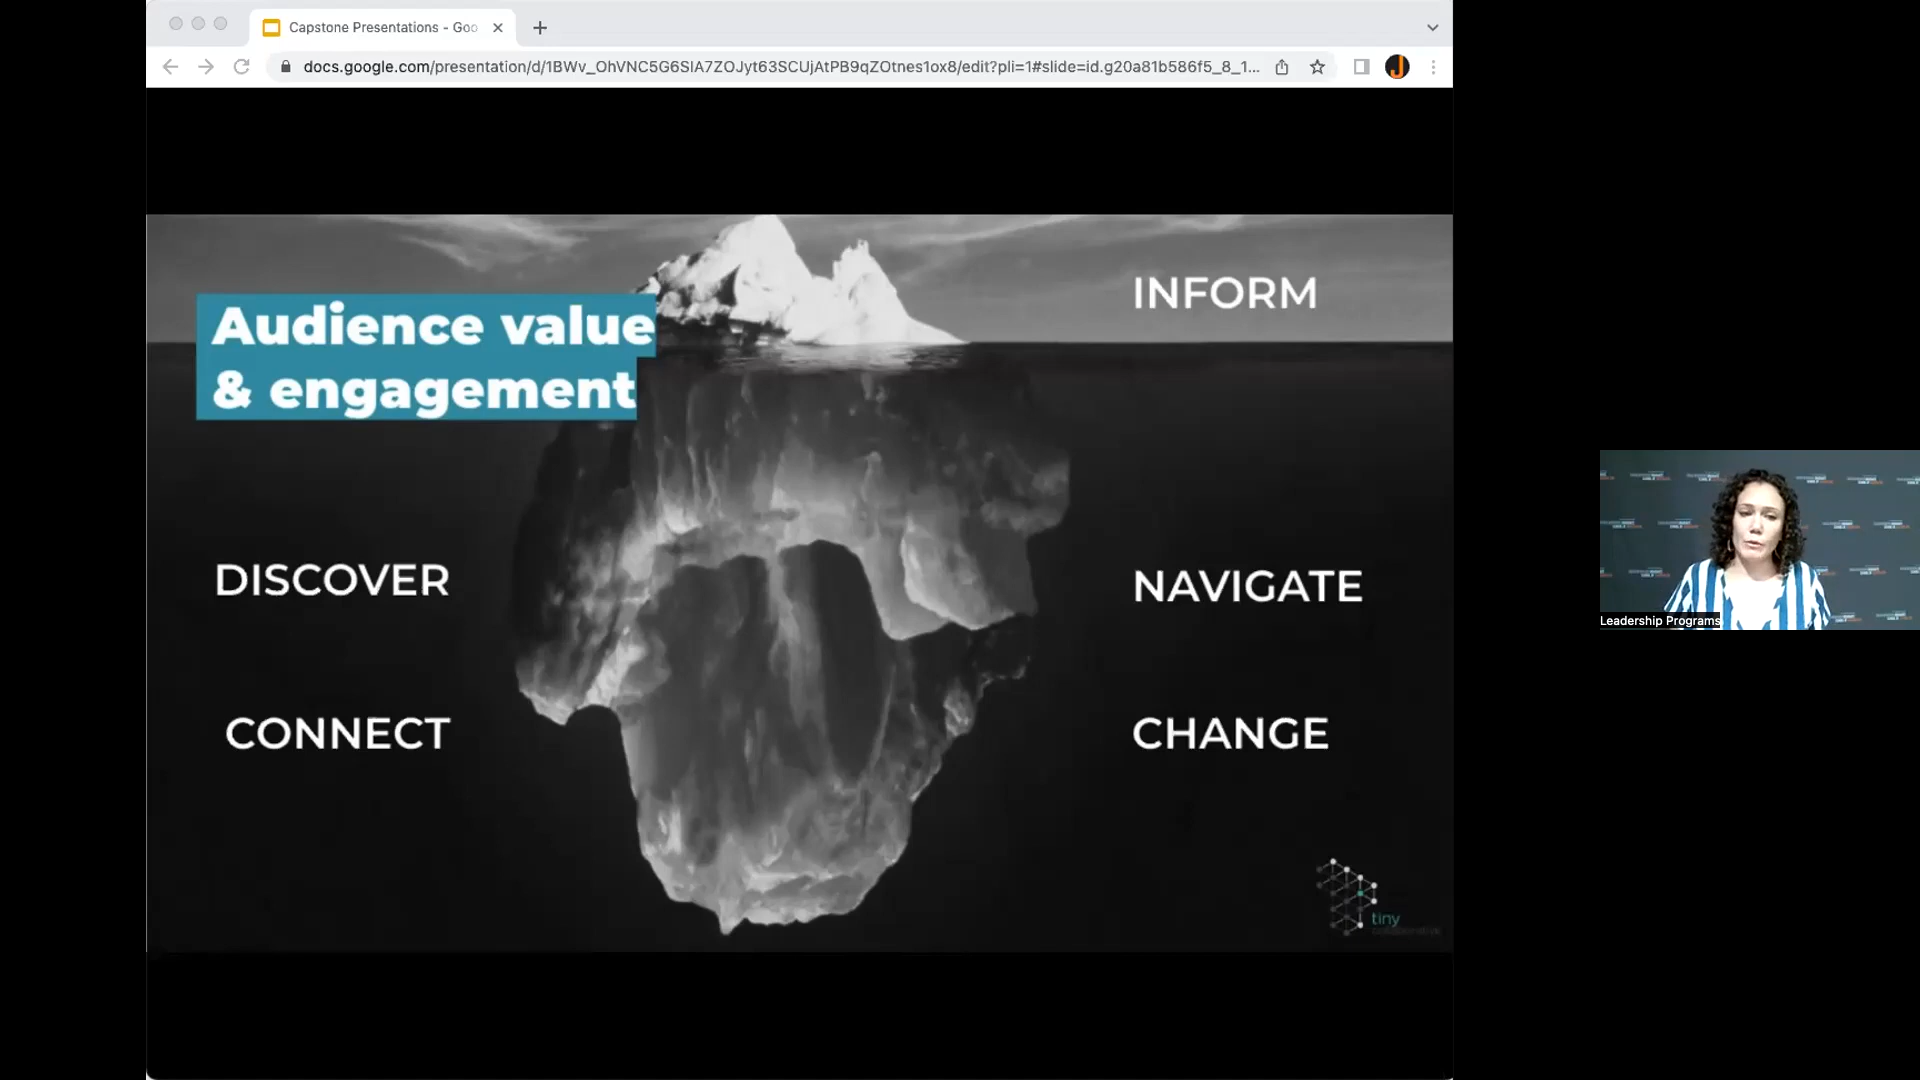 Capstone Presentations - Goo
docs.google.com/presentation/d/1BWv_OhVNC5G6SlA7ZOJyt63SCUjAtPB9qZOtnes1ox8/edit?pli=1#slide=id.g20a81b586f5_8_1...
INFORM
Audience value
& engagement
DISCOVER
NAVIGATE
CONNECT
CHANGE
tiny
Leadership Programs